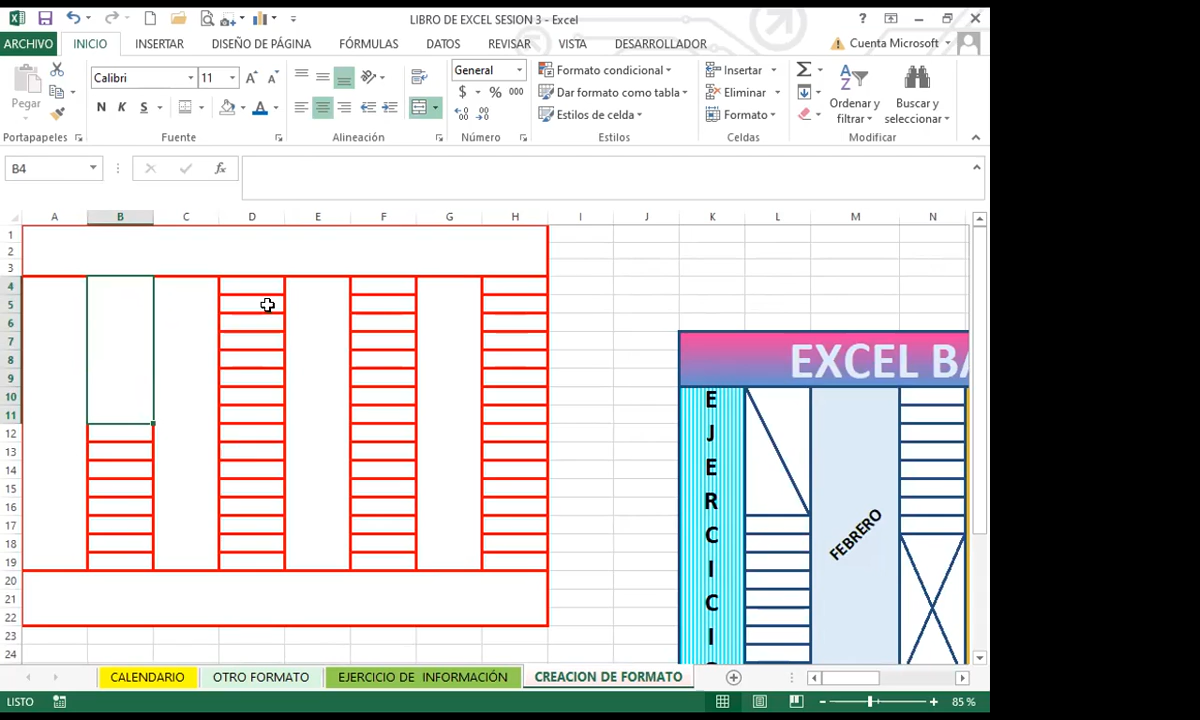 LIBRO DE EXCEL SESION 3 - Excel
ARCHIVO INICIO INSERTAR DISEÑO DE PÁGINA FÓRMULAS DATOS REVISAR VISTA DESARROLLADOR Cuenta Microsoft
Calibri 11 General Formato condicional Insertar
Pegar N K S $ % 000 Dar formato como tabla Eliminar Ordenar y filtrar Buscar y seleccionar
Estilos de celda Formato
Portapapeles Fuente Alineación Número Estilos Celdas Modificar
B4 fx
A B C D E F G H I J K L M N
1
2
3
4
5
6
7
8
9
10
11
12
13
14
15
16
17
18
19
20
21
22
23
24
EXCEL BA
E
J
E
R
C
I
C
I
FEBRERO
CALENDARIO OTRO FORMATO EJERCICIO DE INFORMACIÓN CREACION DE FORMATO
LISTO 85 %